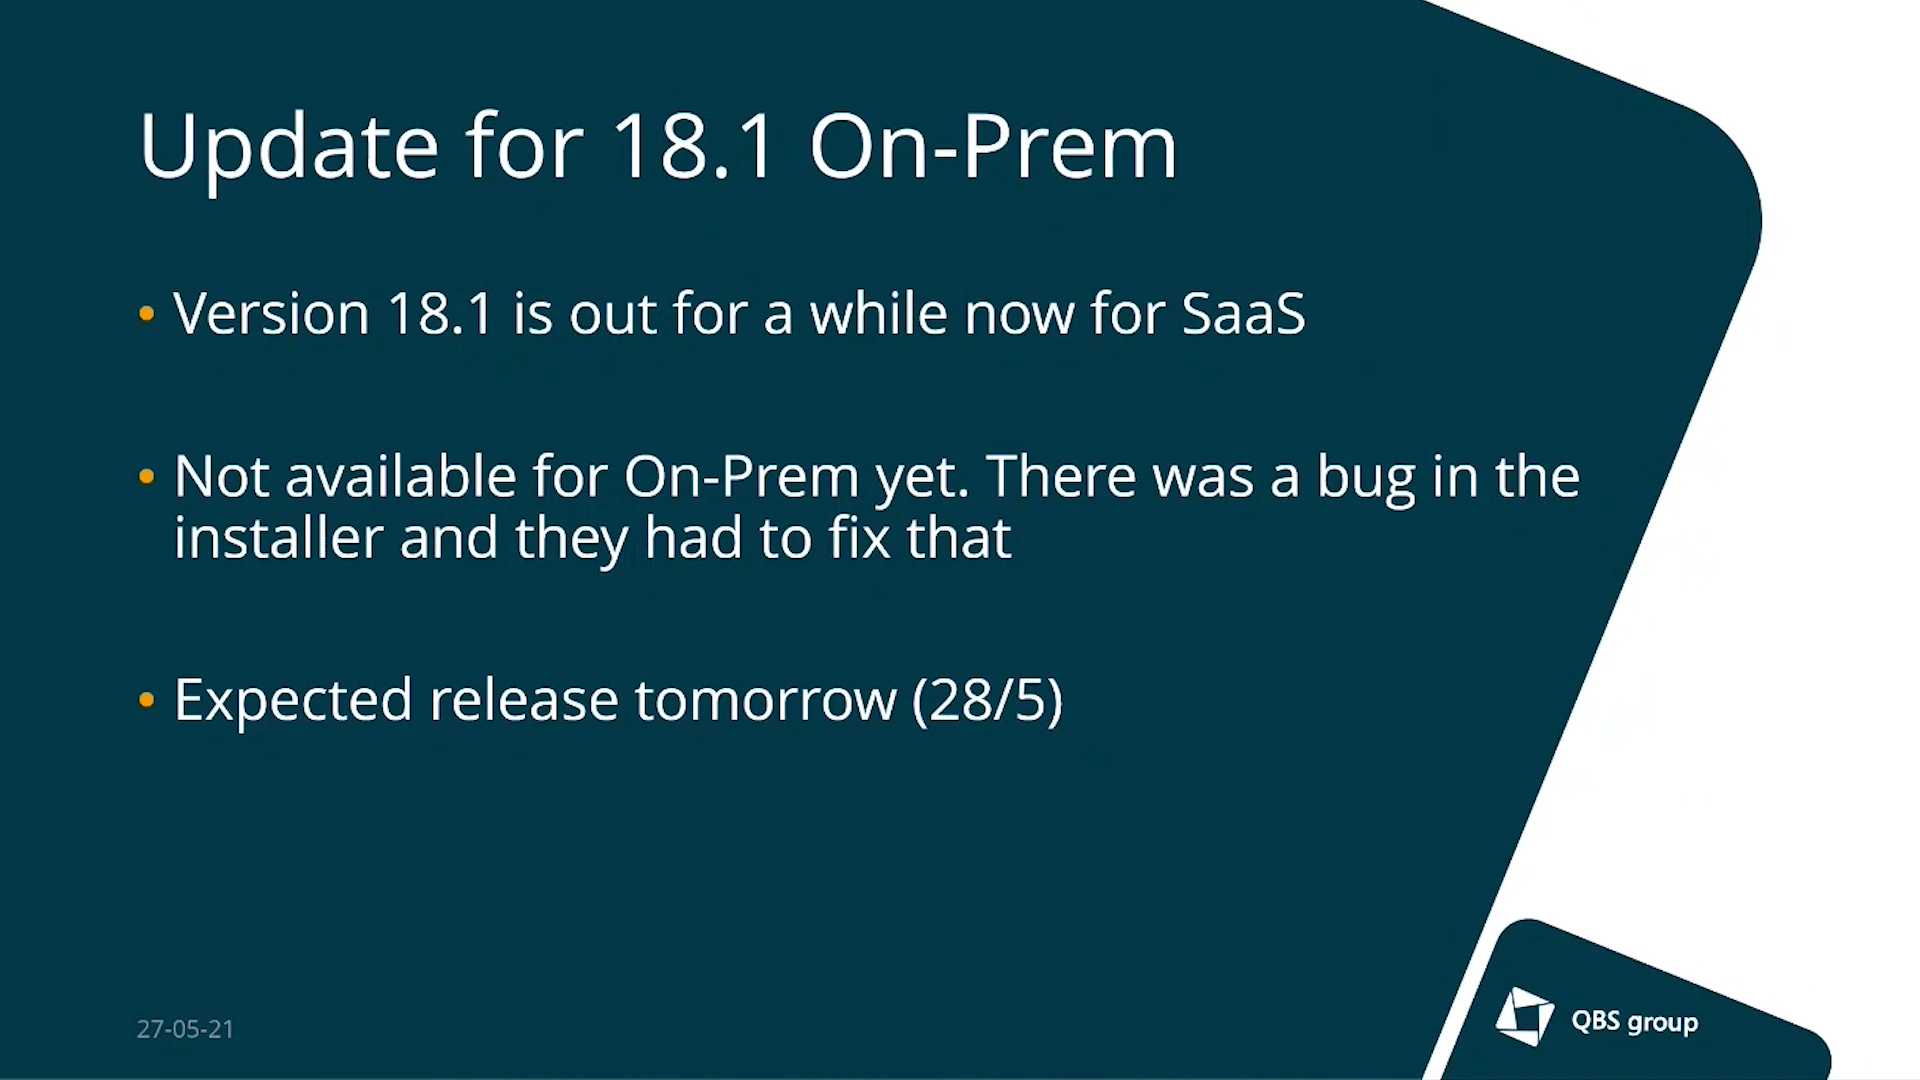 Update for 18.1 On-Prem
• Version 18.1 is out for a while now for SaaS
• Not available for On-Prem yet. There was a bug in the
installer and they had to fix that
• Expected release tomorrow (28/5)
27-05-21
QBS group